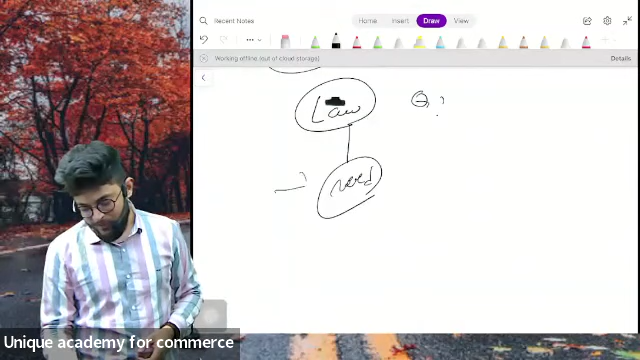 Recent Notes
Home Insert Draw View
Working offline (out of cloud storage)
Details
Law
Q. ?
need
Unique academy for commerce